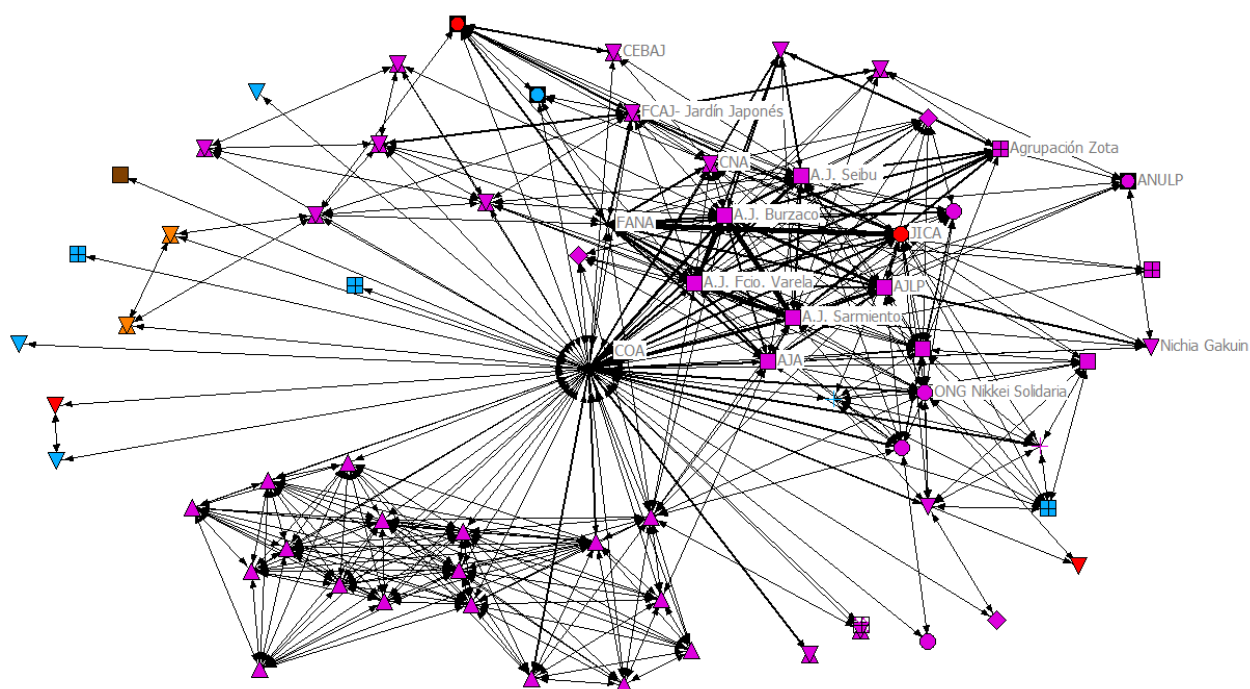 CEBAJ
FCAJ- Jardín Japonés
Agrupación Zota
CNA
A.J. Seibu
ANULP
A.J. Burzaco
FANA
JICA
A.J. Fcio. Varela
AJLP
A.J. Sarmiento
COA
AJA
Nichia Gakuin
ONG Nikkei Solidaria